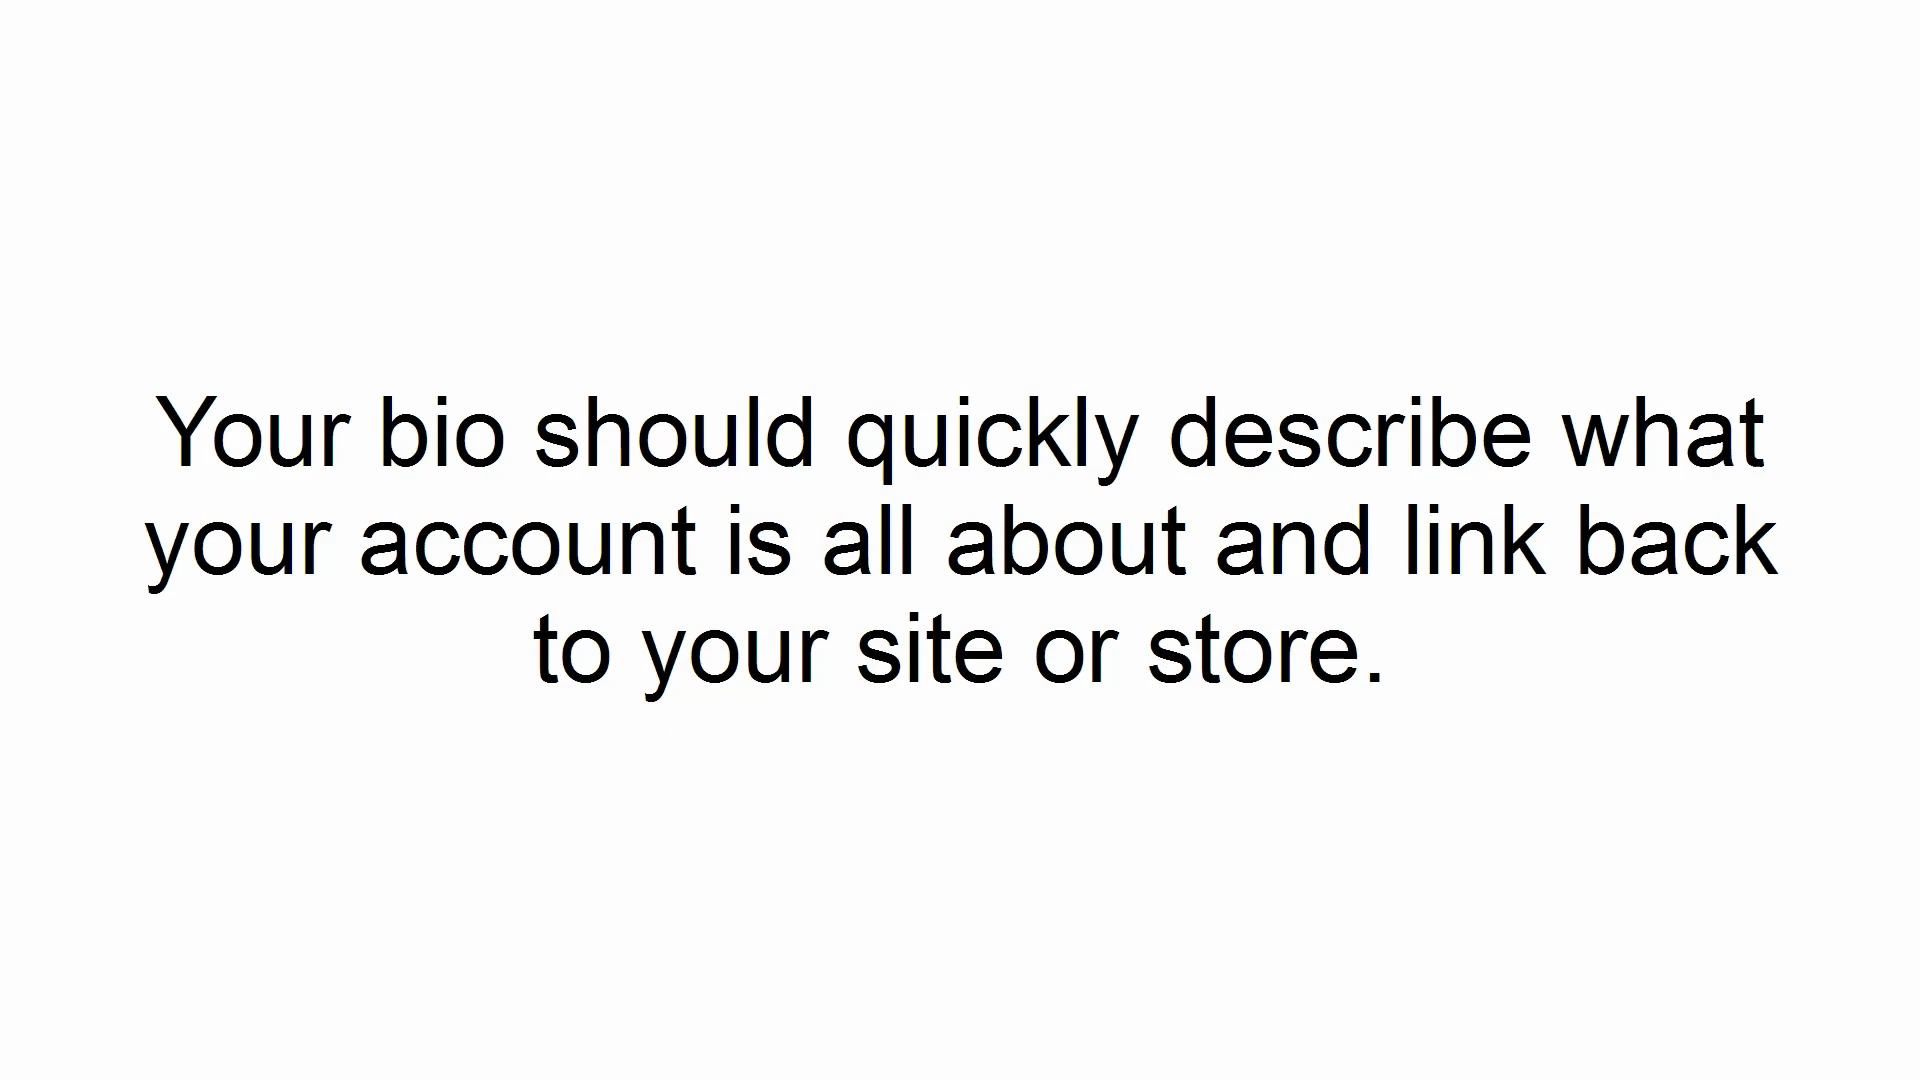 Your bio should quickly describe what
your account is all about and link back
to your site or store.